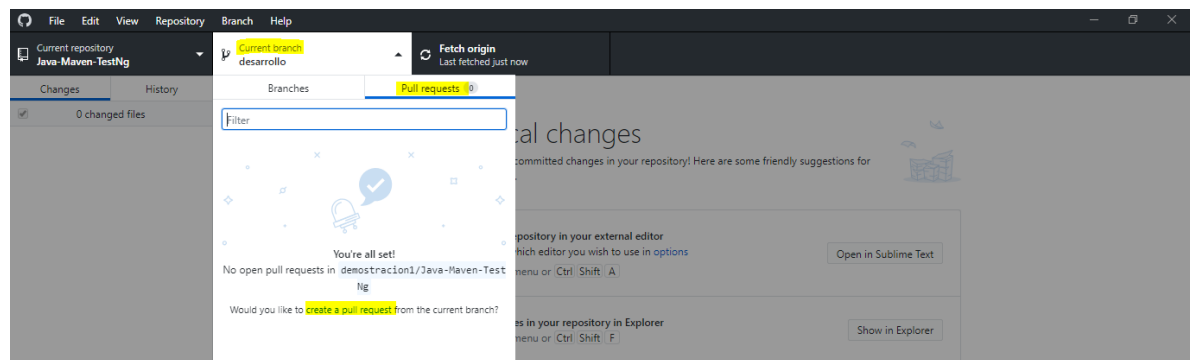 File Edit View Repository Branch Help
Current repository
Java-Maven-TestNg
Current branch
desarrollo
Fetch origin
Last fetched just now
Changes History
0 changed files
Branches Pull requests 0
Filter
You're all set!
No open pull requests in demostracion1/Java-Maven-Test
Ng
Would you like to create a pull request from the current branch?
cal changes
committed changes in your repository! Here are some friendly suggestions for
epository in your external editor
hich editor you wish to use in options
menu or Ctrl Shift A
Open in Sublime Text
es in your repository in Explorer
menu or Ctrl Shift F
Show in Explorer